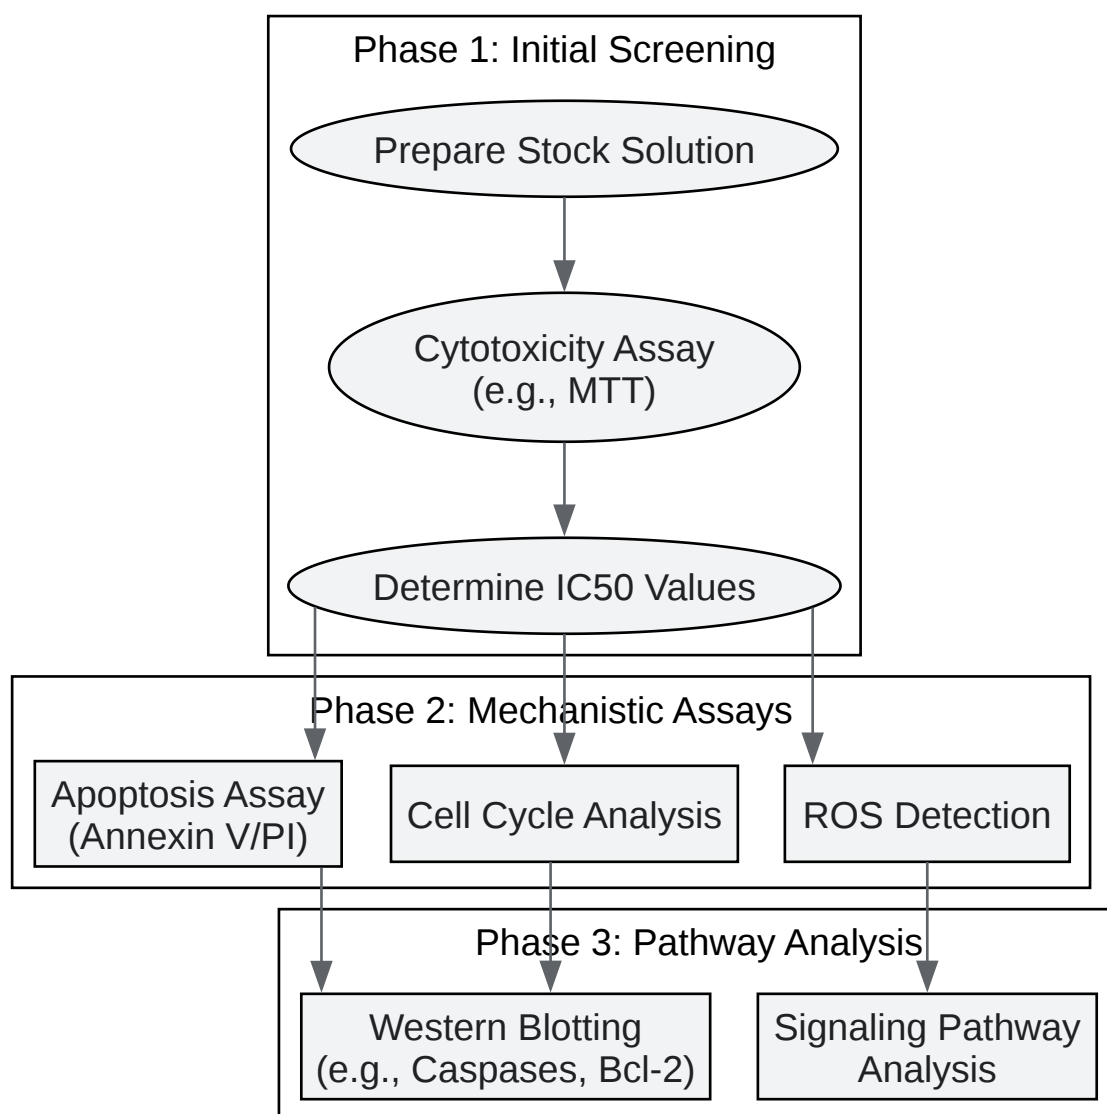 Phase 1: Initial Screening
Prepare Stock Solution
Cytotoxicity Assay
(e.g., MTT)
Determine IC50 Values
Phase 2: Mechanistic Assays
Apoptosis Assay
(Annexin V/PI)
Cell Cycle Analysis
ROS Detection
Phase 3: Pathway Analysis
Western Blotting
(e.g., Caspases, Bcl-2)
Signaling Pathway
Analysis